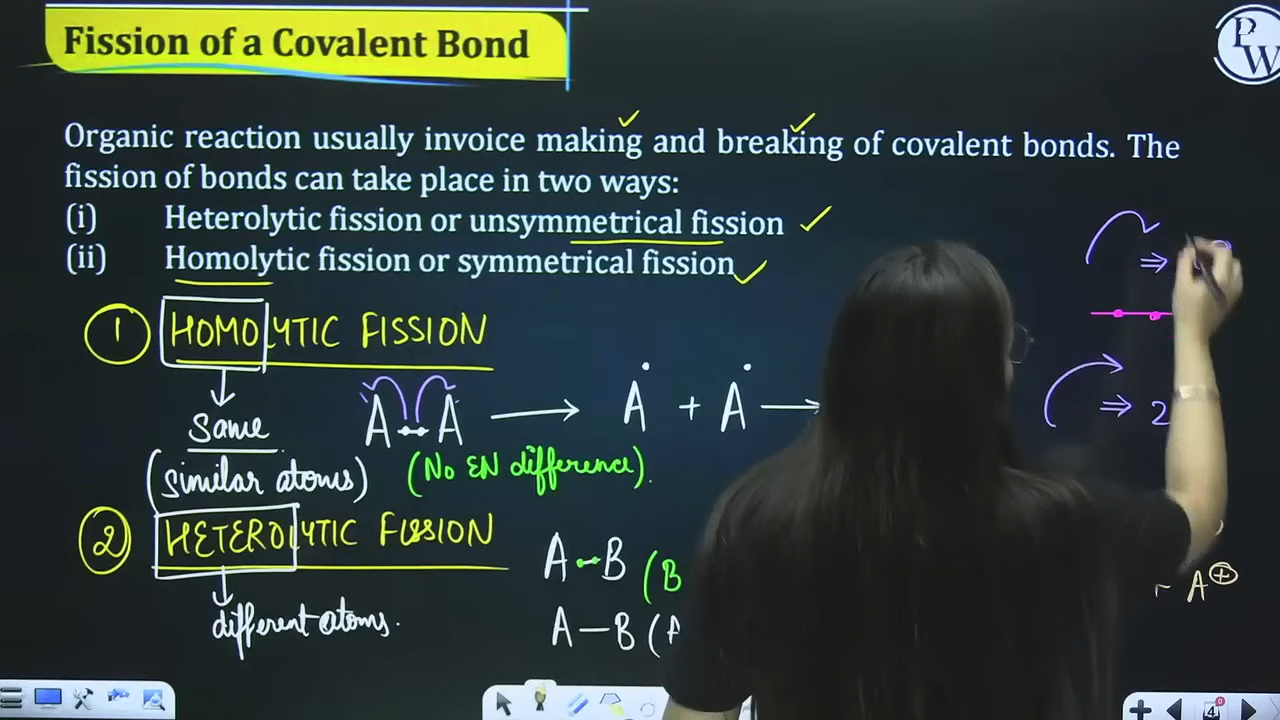 Fission of a Covalent Bond
PW
Organic reaction usually invoice making and breaking of covalent bonds. The
fission of bonds can take place in two ways:
(i) Heterolytic fission or unsymmetrical fission
(ii) Homolytic fission or symmetrical fission
⇒
① HOMOLYTIC FISSION
A A ⟶ Ȧ + Ȧ ⟶
⇒ 2
Same
(similar atoms) (No EN difference).
② HETEROLYTIC FISSION
A–B (B
A⊕
different atoms. A–B (A
4